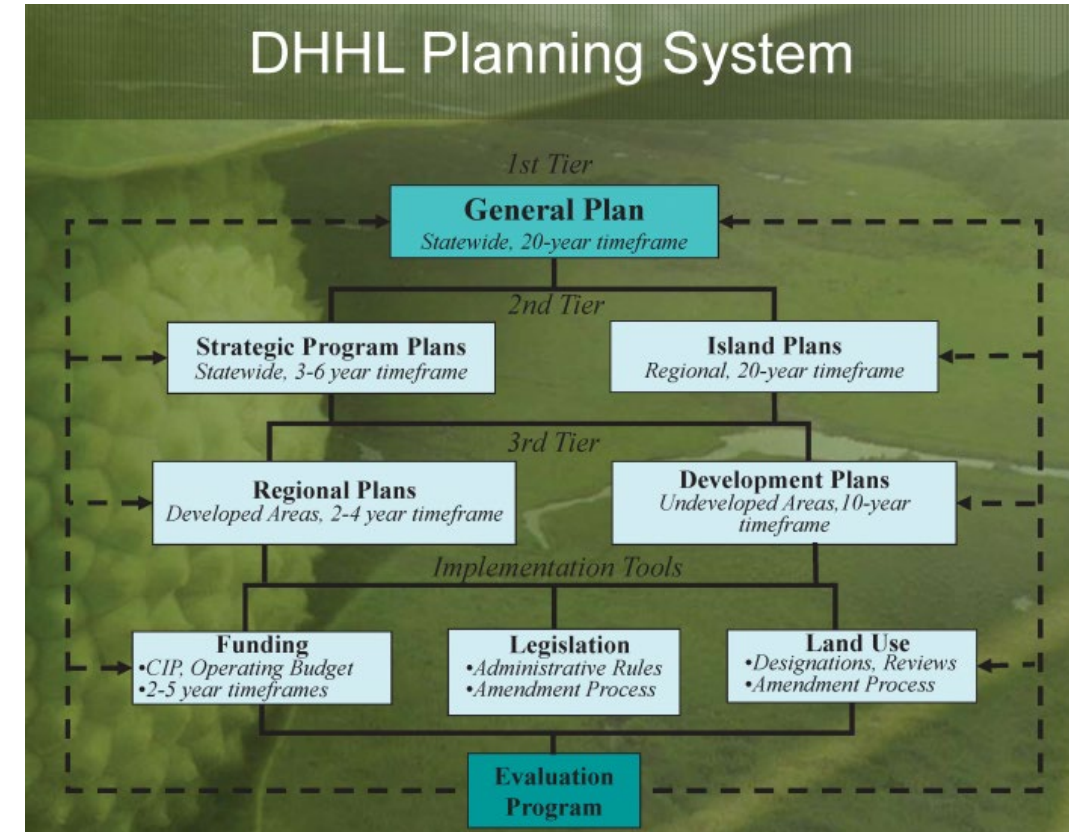 DHHL Planning System
1st Tier
General Plan
Statewide, 20-year timeframe
2nd Tier
Strategic Program Plans
Statewide, 3-6 year timeframe
Island Plans
Regional, 20-year timeframe
3rd Tier
Regional Plans
Developed Areas, 2-4 year timeframe
Development Plans
Undeveloped Areas,10-year
timeframe
Implementation Tools
Funding
•CIP, Operating Budget
•2-5 year timeframes
Legislation
•Administrative Rules
•Amendment Process
Land Use
•Designations, Reviews
•Amendment Process
Evaluation
Program